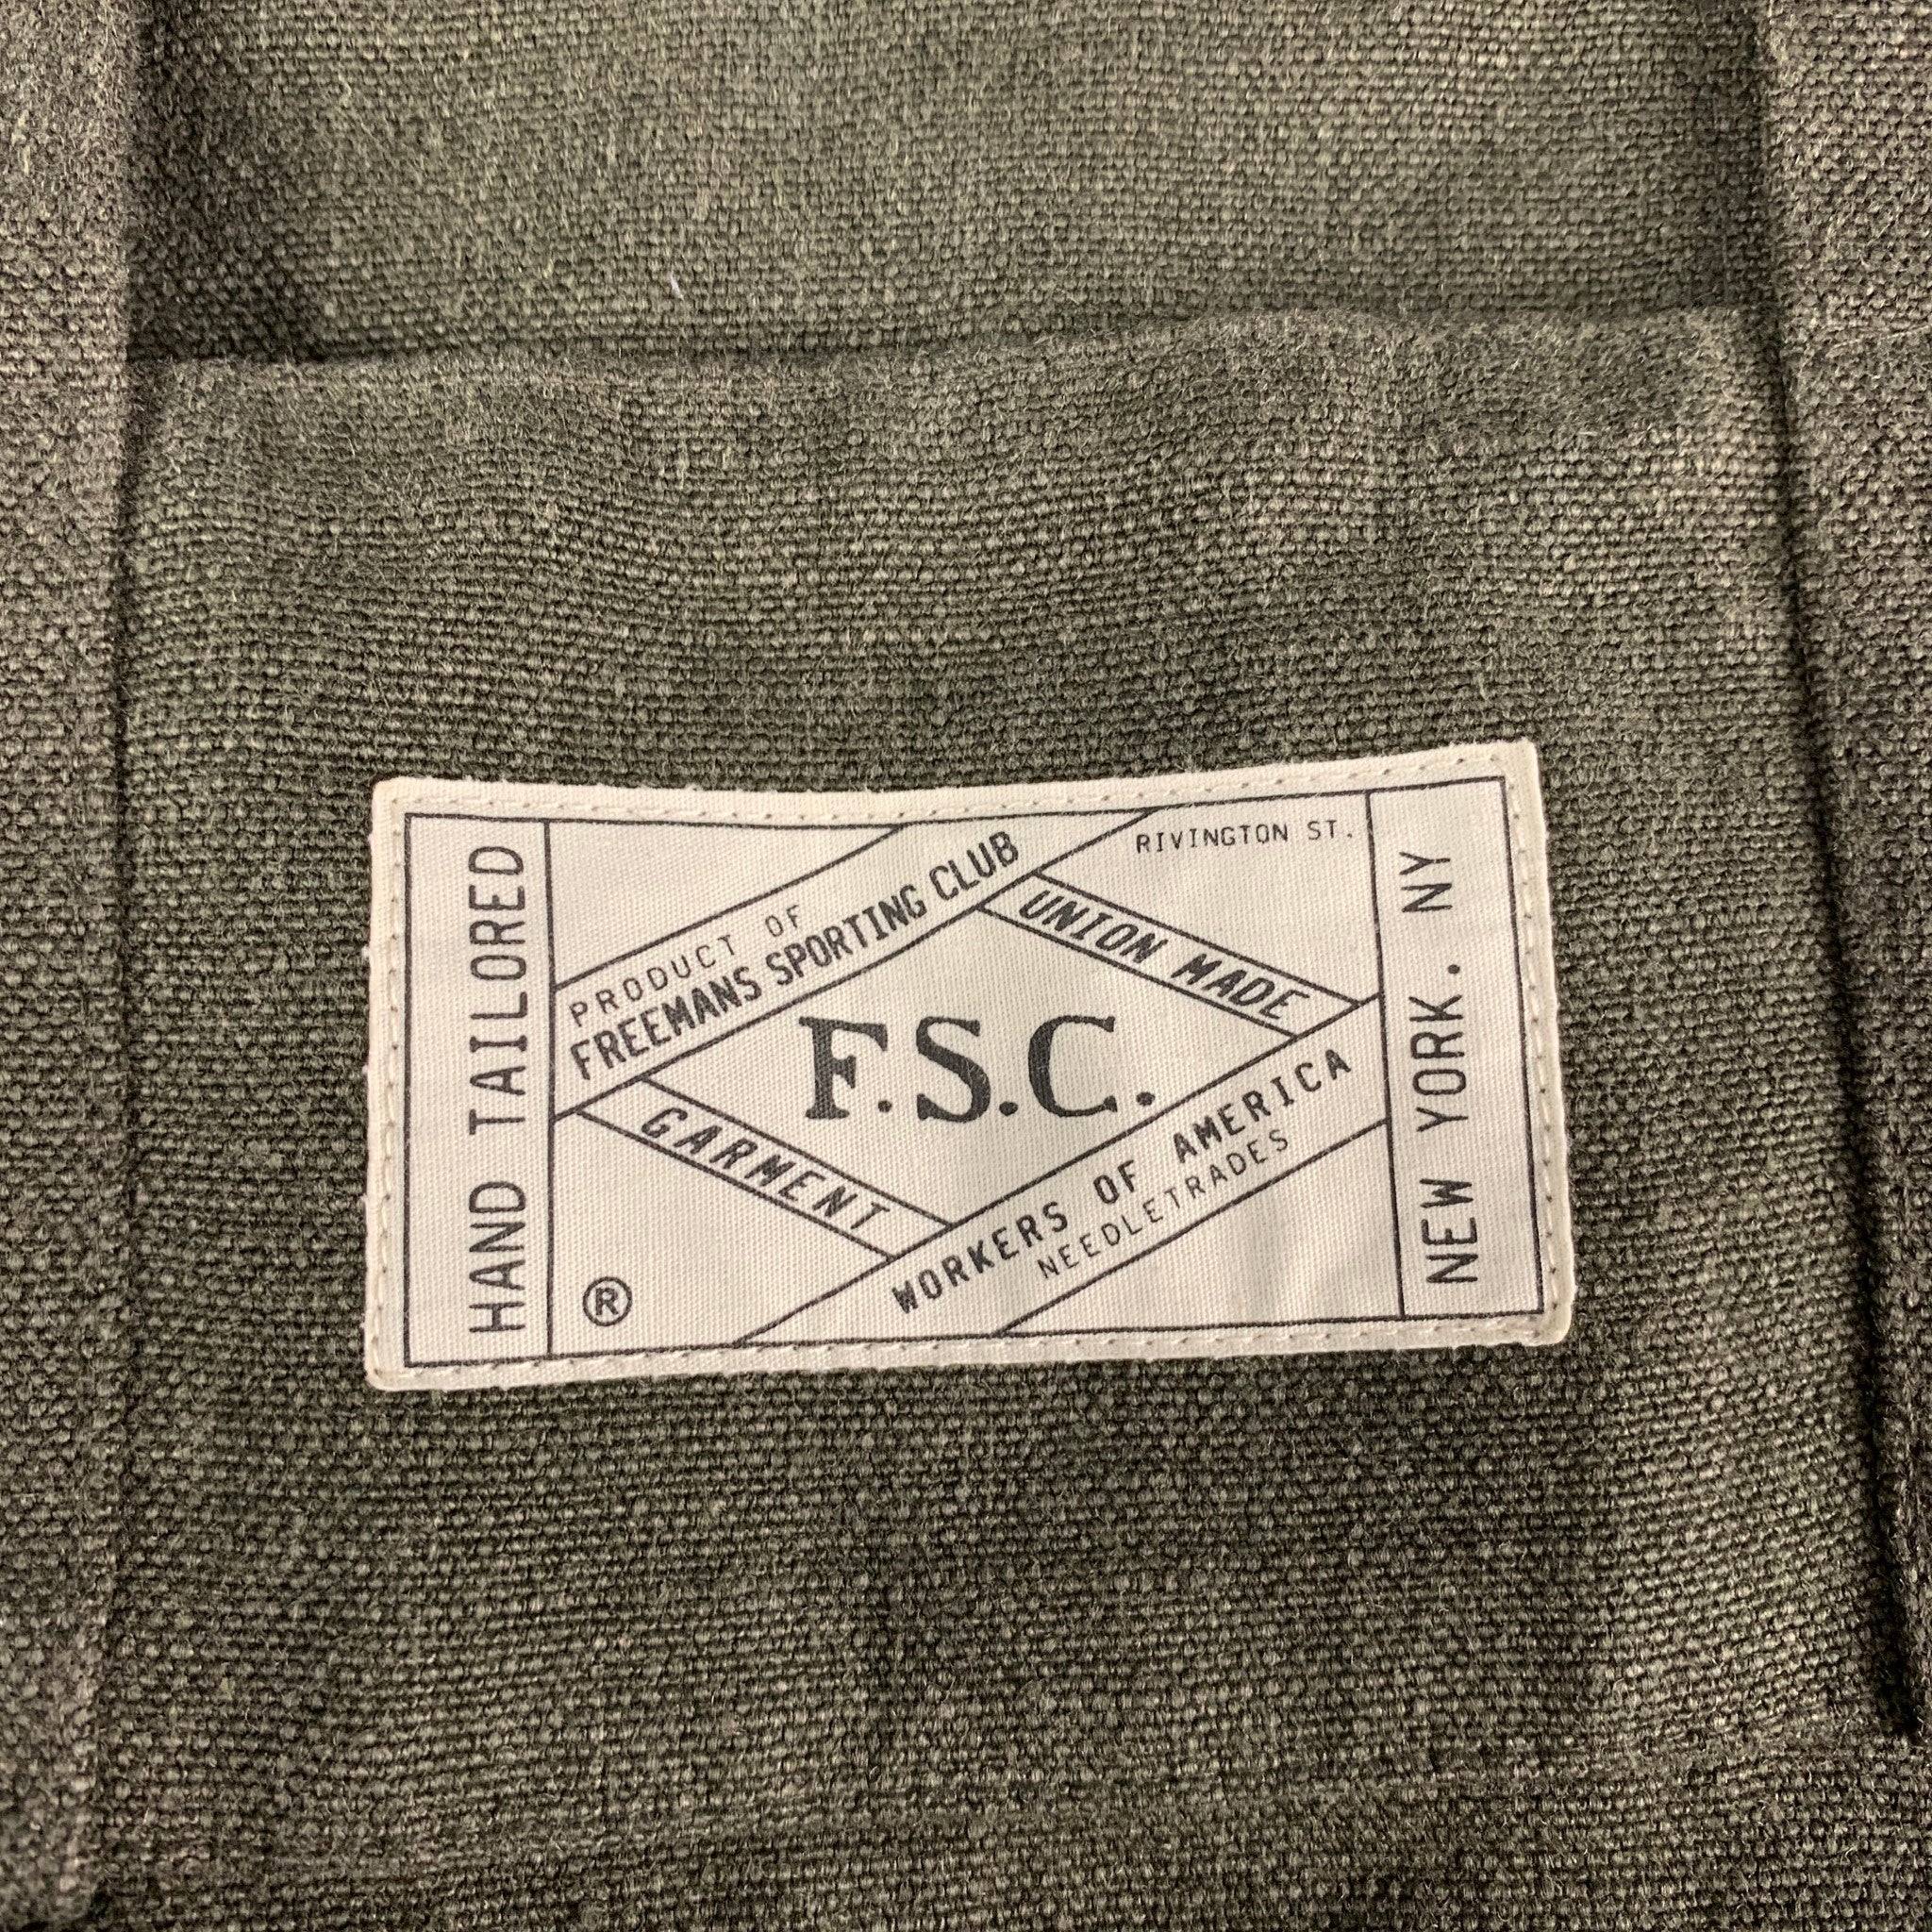 HAND TAILORED
PRODUCT OF
FREEMANS SPORTING CLUB
RIVINGTON ST.
UNION MADE
F.S.C.
GARMENT
WORKERS OF AMERICA
NEEDLETRADES
®
NEW YORK. NY